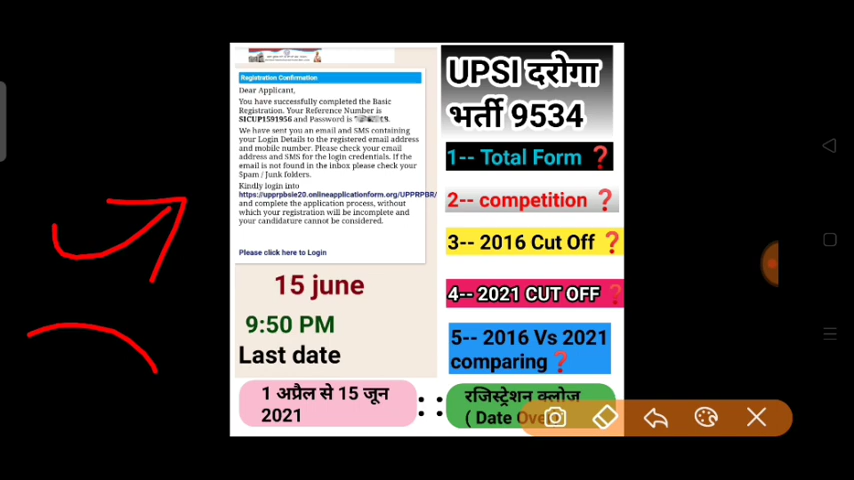 Registration Confirmation
Dear Applicant,
You have successfully completed the Basic
Registration. Your Reference Number is
SICUP1591956 and Password is
We have sent you an email and SMS containing
your Login Details to the registered email address
and mobile number. Please check your email
address and SMS for the login credentials. If the
email is not found in the inbox please check your
Spam / Junk folders.
Kindly login into
https://upprpbsie20.onlineapplicationform.org/UPPRPBR/
and complete the application process, without
which your registration will be incomplete and
your candidature cannot be considered.
Please click here to Login
15 june
9:50 PM
Last date
1 अप्रैल से 15 जून
2021
UPSI दरोगा
भर्ती 9534
1-- Total Form ❓
2-- competition ❓
3-- 2016 Cut Off ❓
4-- 2021 CUT OFF ❓
5-- 2016 Vs 2021
comparing ❓
: :
रजिस्ट्रेशन क्लोज
( Date